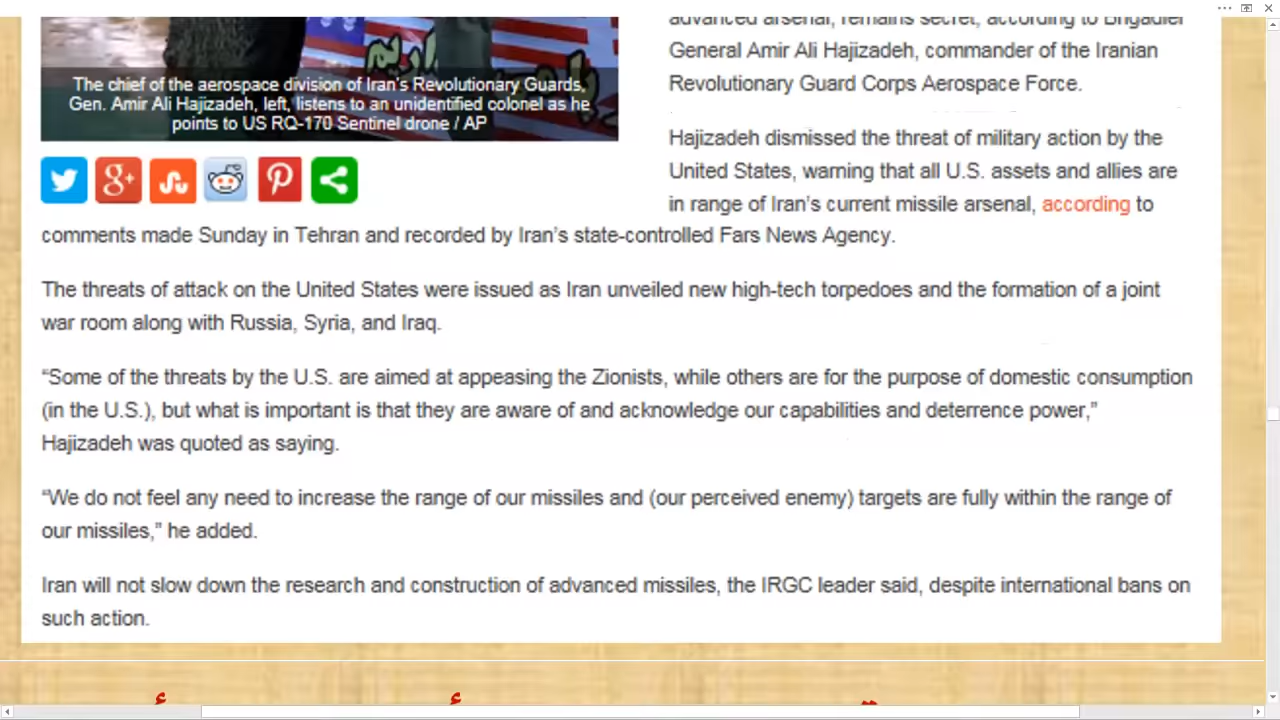 advanced arsenal, remains secret, according to Brigadier
General Amir Ali Hajizadeh, commander of the Iranian
Revolutionary Guard Corps Aerospace Force.
The chief of the aerospace division of Iran's Revolutionary Guards,
Gen. Amir Ali Hajizadeh, left, listens to an unidentified colonel as he
points to US RQ-170 Sentinel drone / AP
Hajizadeh dismissed the threat of military action by the
United States, warning that all U.S. assets and allies are
in range of Iran’s current missile arsenal, according to
comments made Sunday in Tehran and recorded by Iran’s state-controlled Fars News Agency.
The threats of attack on the United States were issued as Iran unveiled new high-tech torpedoes and the formation of a joint
war room along with Russia, Syria, and Iraq.
“Some of the threats by the U.S. are aimed at appeasing the Zionists, while others are for the purpose of domestic consumption
(in the U.S.), but what is important is that they are aware of and acknowledge our capabilities and deterrence power,”
Hajizadeh was quoted as saying.
“We do not feel any need to increase the range of our missiles and (our perceived enemy) targets are fully within the range of
our missiles,” he added.
Iran will not slow down the research and construction of advanced missiles, the IRGC leader said, despite international bans on
such action.